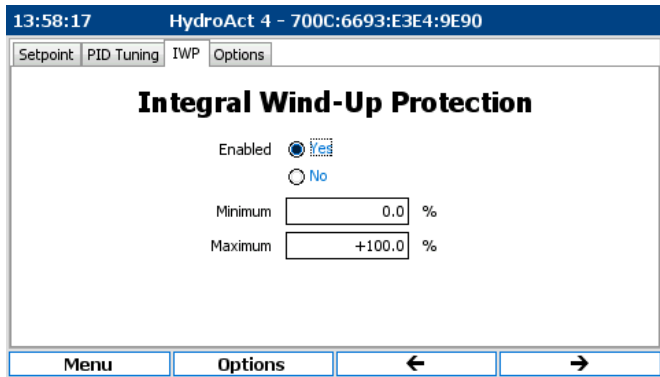 13:58:17 HydroAct 4 - 700C:6693:E3E4:9E90
Setpoint PID Tuning IWP Options
Integral Wind-Up Protection
Enabled Yes
No
Minimum 0.0 %
Maximum +100.0 %
Menu Options ← →